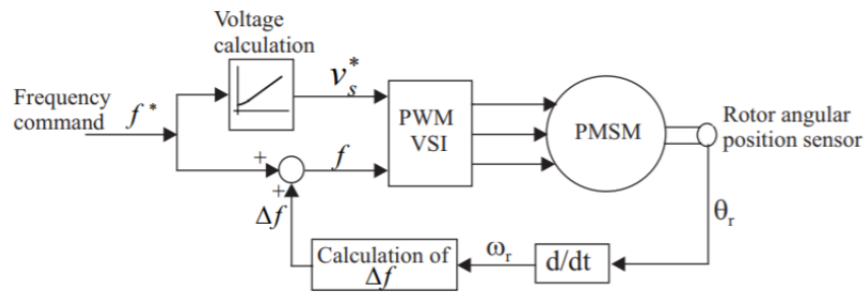 Voltage
calculation
Frequency
command
f*
v*s
PWM
VSI
PMSM
Rotor angular
position sensor
+
f
+
Δf
θr
Calculation of
Δf
ωr
d/dt